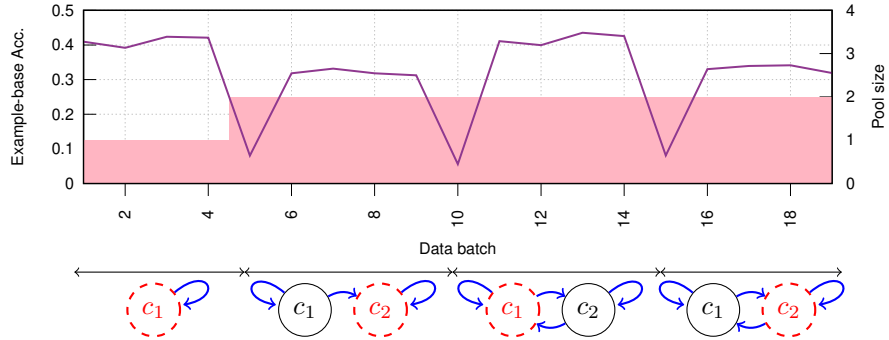 Example-base Acc.
0.5
0.4
0.3
0.2
0.1
0
4
3
2
1
0
Pool size
2 4 6 8 10 12 14 16 18
Data batch
c1 c1 c2 c1 c2 c1 c2